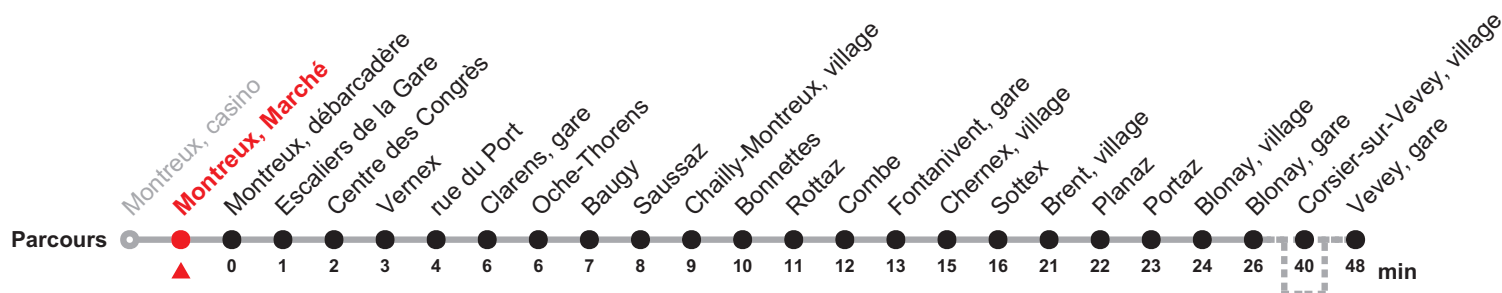 Montreux, casino
Montreux, Marché
Montreux, débarcadère
Escaliers de la Gare
Centre des Congrès
Vernex
rue du Port
Clarens, gare
Oche-Thorens
Baugy
Saussaz
Chailly-Montreux, village
Bonnettes
Rottaz
Combe
Fontanivent, gare
Chernex, village
Sottex
Brent, village
Planaz
Portaz
Blonay, village
Blonay, gare
Corsier-sur-Vevey, village
Vevey, gare
Parcours
0 1 2 3 4 6 6 7 8 9 10 11 12 13 15 16 21 22 23 24 26 40 48 min